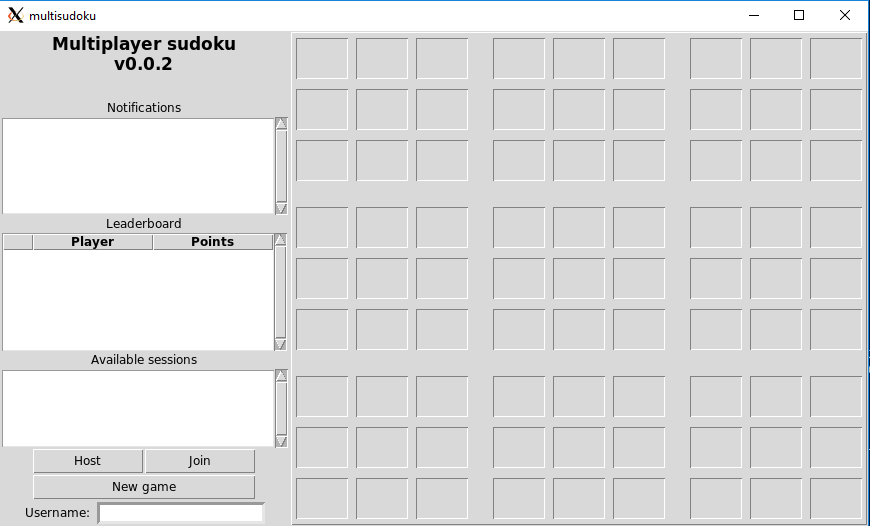 multisudoku
Multiplayer sudoku
v0.0.2
Notifications
Leaderboard
Player Points
Available sessions
Host Join
New game
Username: